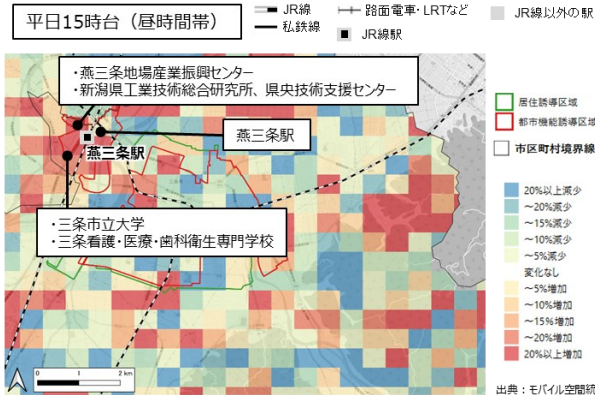 平日15時台（昼時間帯）
JR線
私鉄線
路面電車・LRTなど
JR線駅
JR線以外の駅
・燕三条地場産業振興センター
・新潟県工業技術総合研究所、県央技術支援センター
燕三条駅
燕三条駅
・三条市立大学
・三条看護・医療・歯科衛生専門学校
居住誘導区域
都市機能誘導区域
市区町村境界線
20%以上減少
～20%減少
～15%減少
～10%減少
～5%減少
変化なし
～5%増加
～10%増加
～15%増加
～20%増加
20%以上増加
0 1 2 km
出典：モバイル空間統